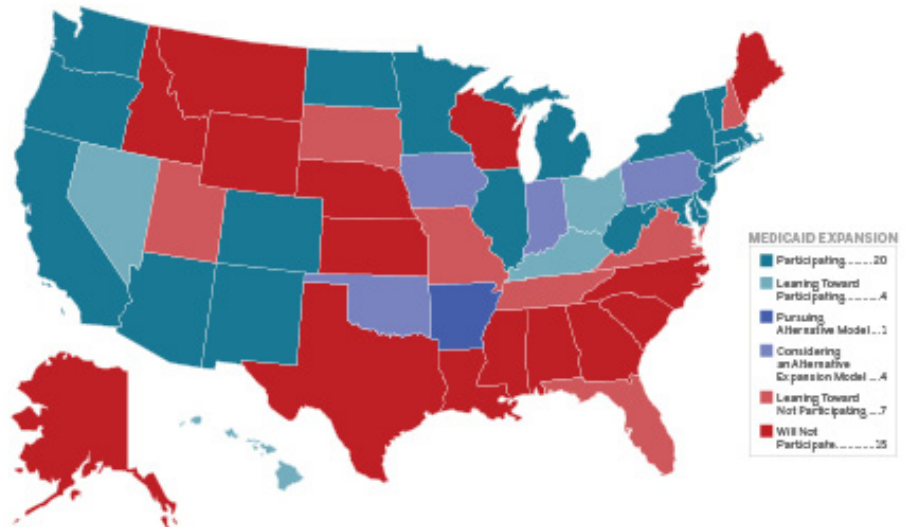 MEDICAID EXPANSION
Participating.........20
Leaning Toward
Participating..........4
Pursuing
Alternative Model...1
Considering
an Alternative
Expansion Model....4
Leaning Toward
Not Participating....7
Will Not
Participate...........15